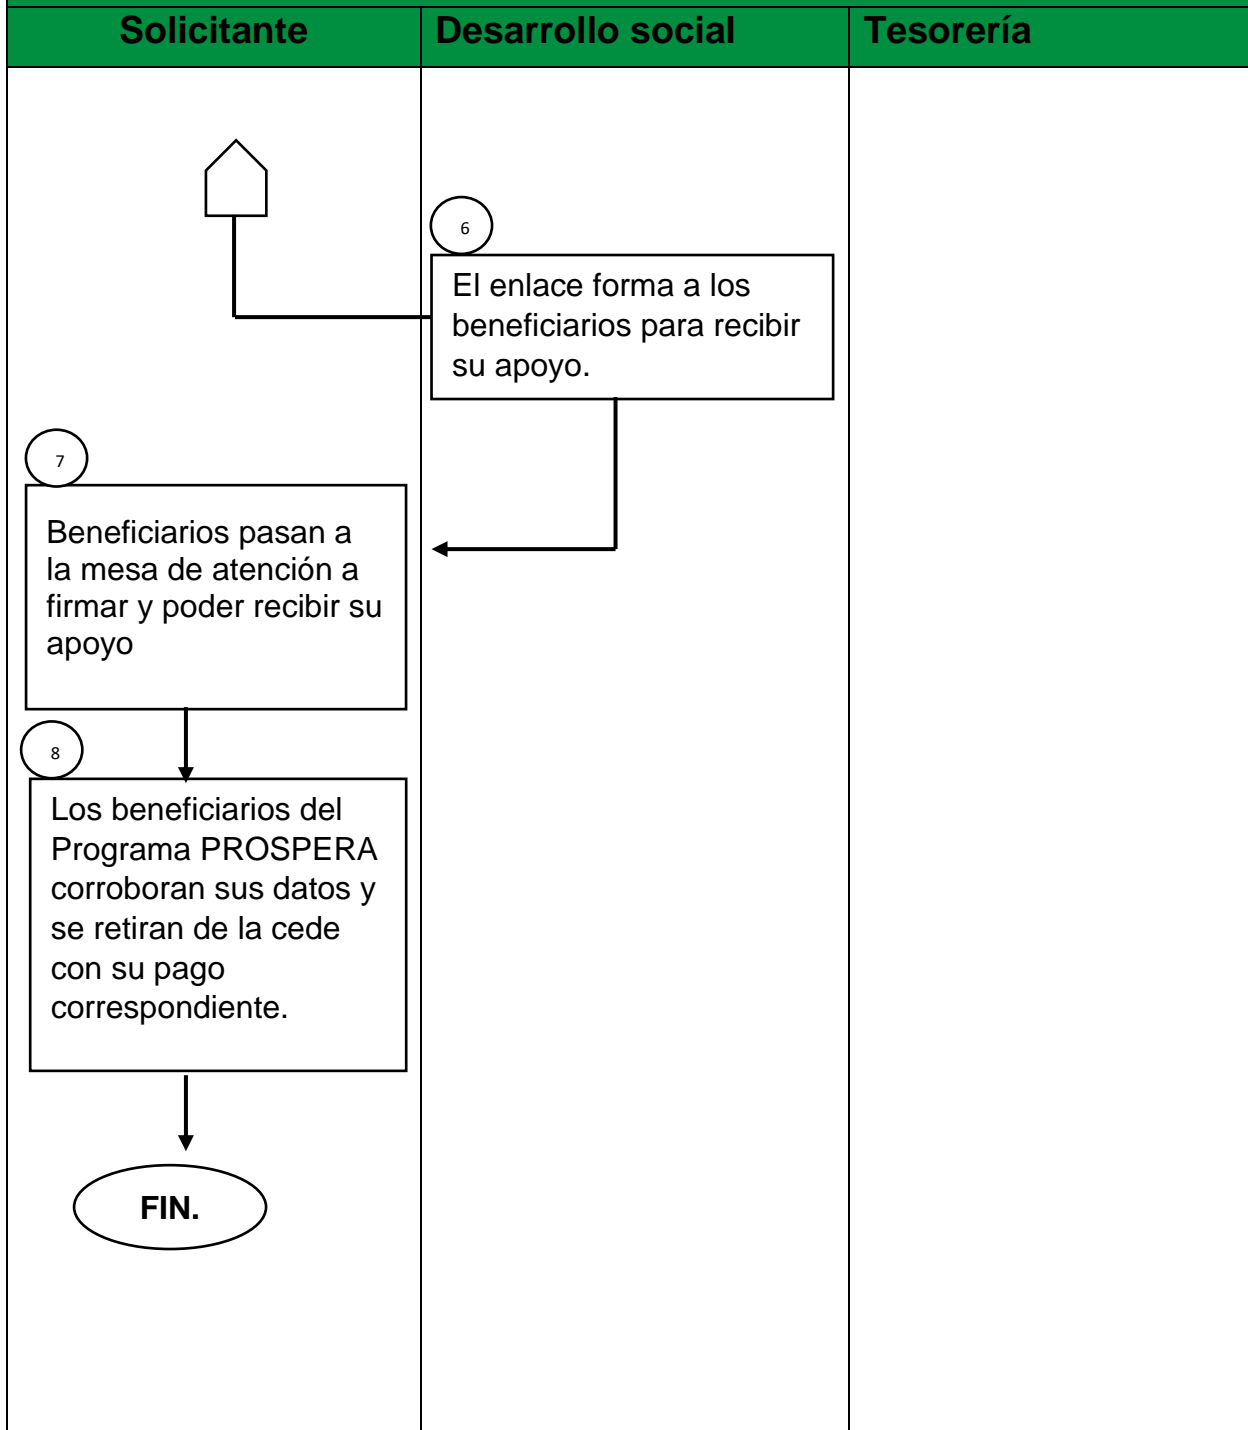 Solicitante
Desarrollo social
Tesorería
6
El enlace forma a los
beneficiarios para recibir
su apoyo.
7
Beneficiarios pasan a
la mesa de atención a
firmar y poder recibir su
apoyo
8
Los beneficiarios del
Programa PROSPERA
corroboran sus datos y
se retiran de la cede
con su pago
correspondiente.
FIN.